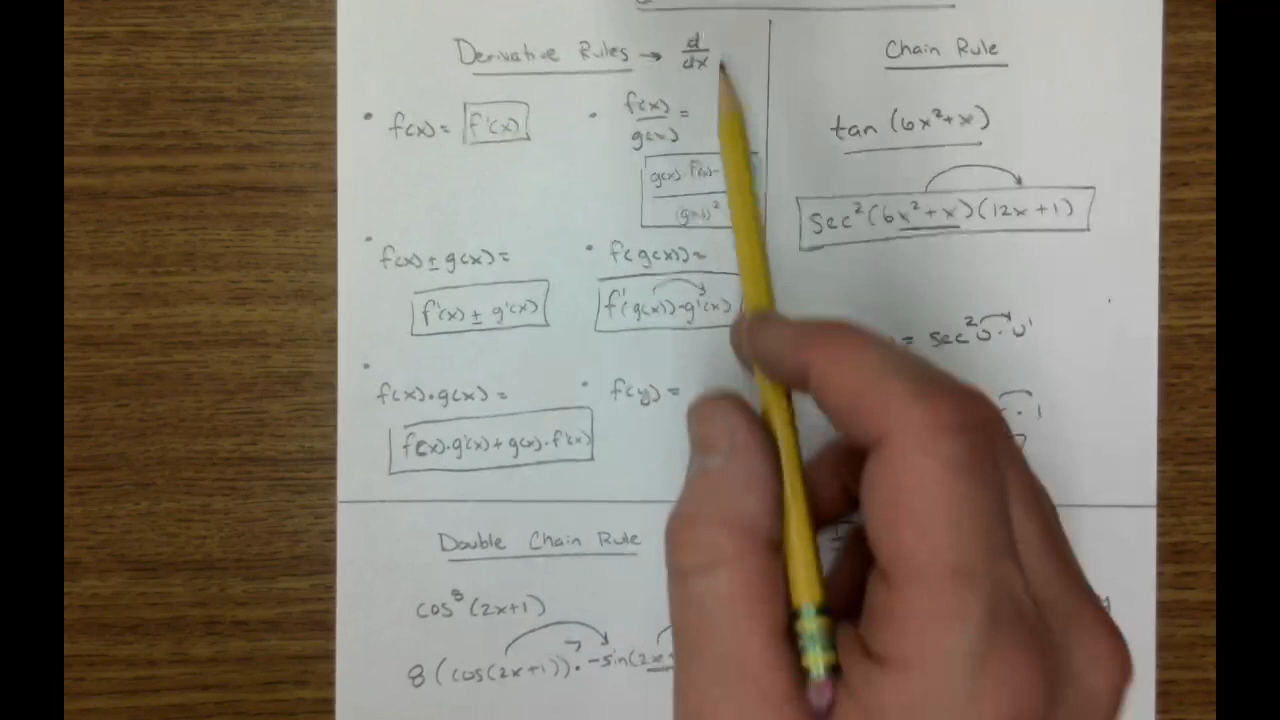 Derivative Rules → d/dx
• f(x) = f'(x)
• f(x)/g(x) =
g(x) · f'(x) -
(g(x))²
• f(x) ± g(x) =
f'(x) ± g'(x)
• f(g(x)) =
f'(g(x)) · g'(x)
• f(x) · g(x) =
f(x) · g'(x) + g(x) · f'(x)
• f(y) =
Chain Rule
tan (6x² + x)
sec² (6x² + x)(12x + 1)
= sec² u · u'
Double Chain Rule
cos⁸ (2x+1)
8 (cos(2x+1))⁷ · -sin(2x+